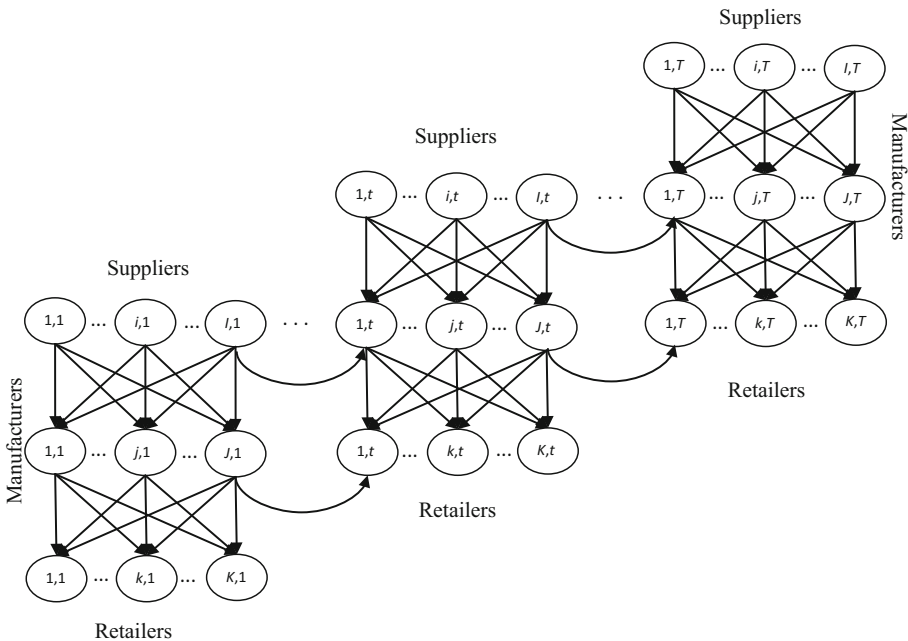 Suppliers
1,T ... i,T ... I,T
Manufacturers
Suppliers
1,t ... i,t ... I,t . . . 1,T ... j,T ... J,T
Suppliers
1,1 ... i,1 ... I,1 . . . 1,t ... j,t ... J,t 1,T ... k,T ... K,T
Retailers
Manufacturers
1,1 ... j,1 ... J,1 1,t ... k,t ... K,t
Retailers
1,1 ... k,1 ... K,1
Retailers